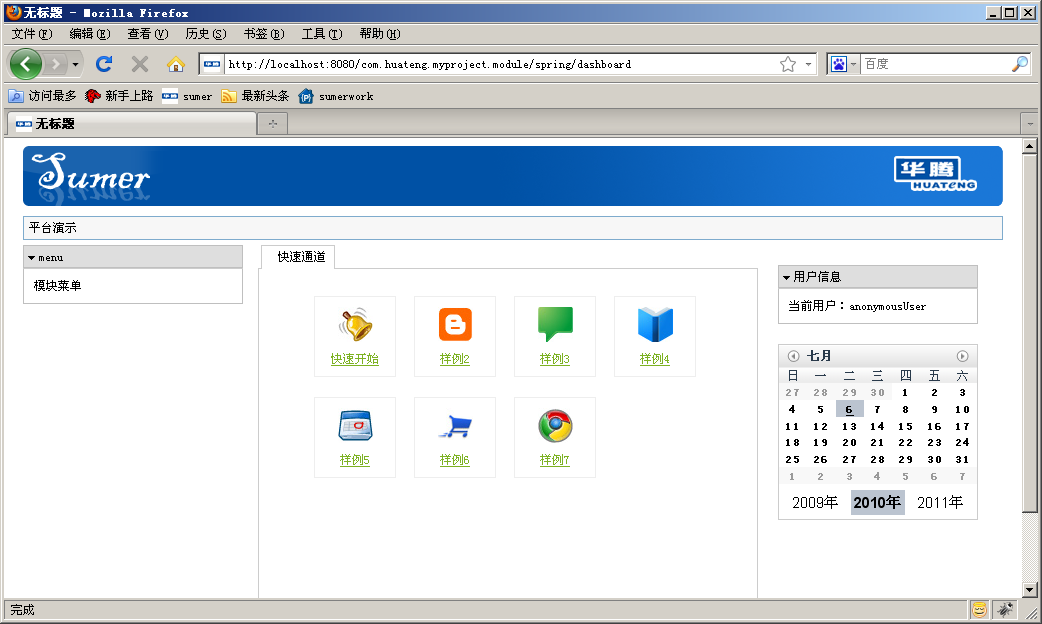 无标题 - Mozilla Firefox
文件(F) 编辑(E) 查看(V) 历史(S) 书签(B) 工具(T) 帮助(H)
http://localhost:8080/com.huateng.myproject.module/spring/dashboard 百度
访问最多 新手上路 sumer 最新头条 sumerwork
无标题
Sumer 华腾
HUATENG
平台演示
menu
模块菜单
快速通道
快速开始 样例2 样例3 样例4
样例5 样例6 样例7
用户信息
当前用户：anonymousUser
七月
日 一 二 三 四 五 六
27 28 29 30 1 2 3
4 5 6 7 8 9 10
11 12 13 14 15 16 17
18 19 20 21 22 23 24
25 26 27 28 29 30 31
1 2 3 4 5 6 7
2009年 2010年 2011年
完成